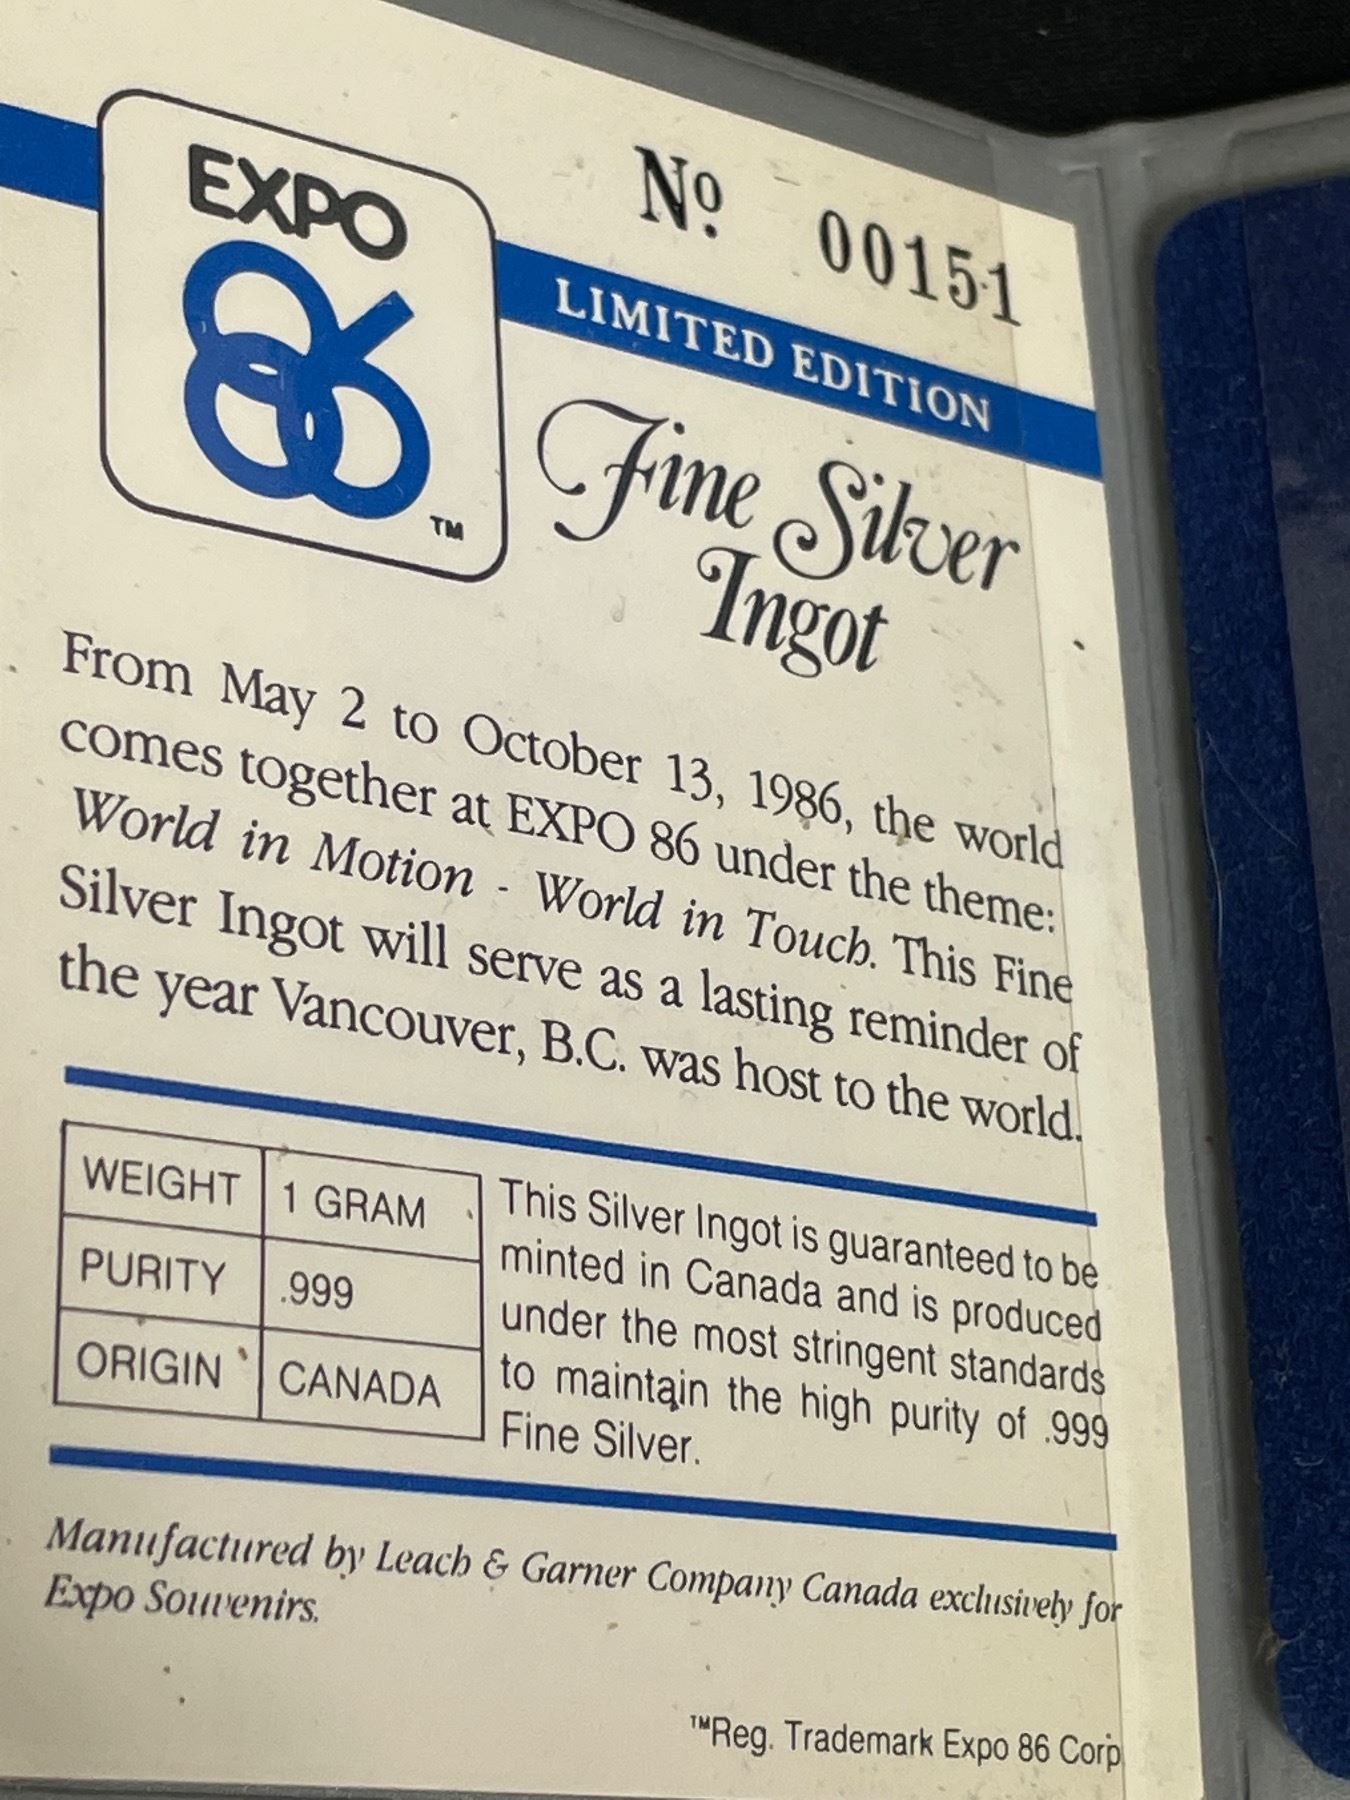 EXPO
86
TM
Nº 00151
LIMITED EDITION
Fine Silver
Ingot
From May 2 to October 13, 1986, the world
comes together at EXPO 86 under the theme:
World in Motion - World in Touch. This Fine
Silver Ingot will serve as a lasting reminder of
the year Vancouver, B.C. was host to the world.
WEIGHT 1 GRAM
PURITY .999
ORIGIN CANADA
This Silver Ingot is guaranteed to be
minted in Canada and is produced
under the most stringent standards
to maintain the high purity of .999
Fine Silver.
Manufactured by Leach & Garner Company Canada exclusively for
Expo Souvenirs.
™Reg. Trademark Expo 86 Corp